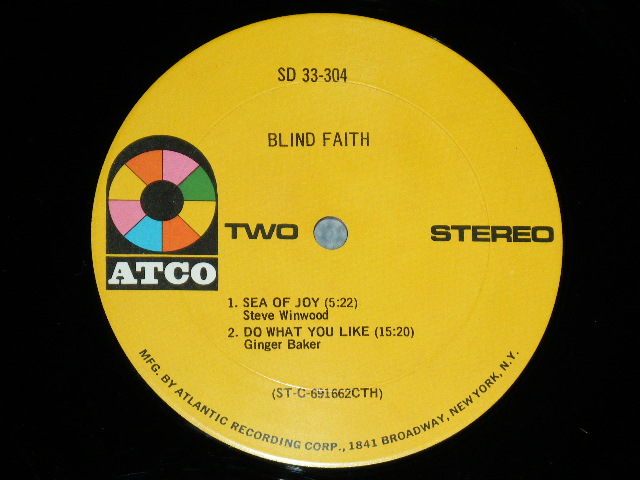 SD 33-304
BLIND FAITH
ATCO
TWO
STEREO
1. SEA OF JOY (5:22)
Steve Winwood
2. DO WHAT YOU LIKE (15:20)
Ginger Baker
(ST-C-691662CTH)
MFG. BY ATLANTIC RECORDING CORP., 1841 BROADWAY, NEW YORK, N.Y.